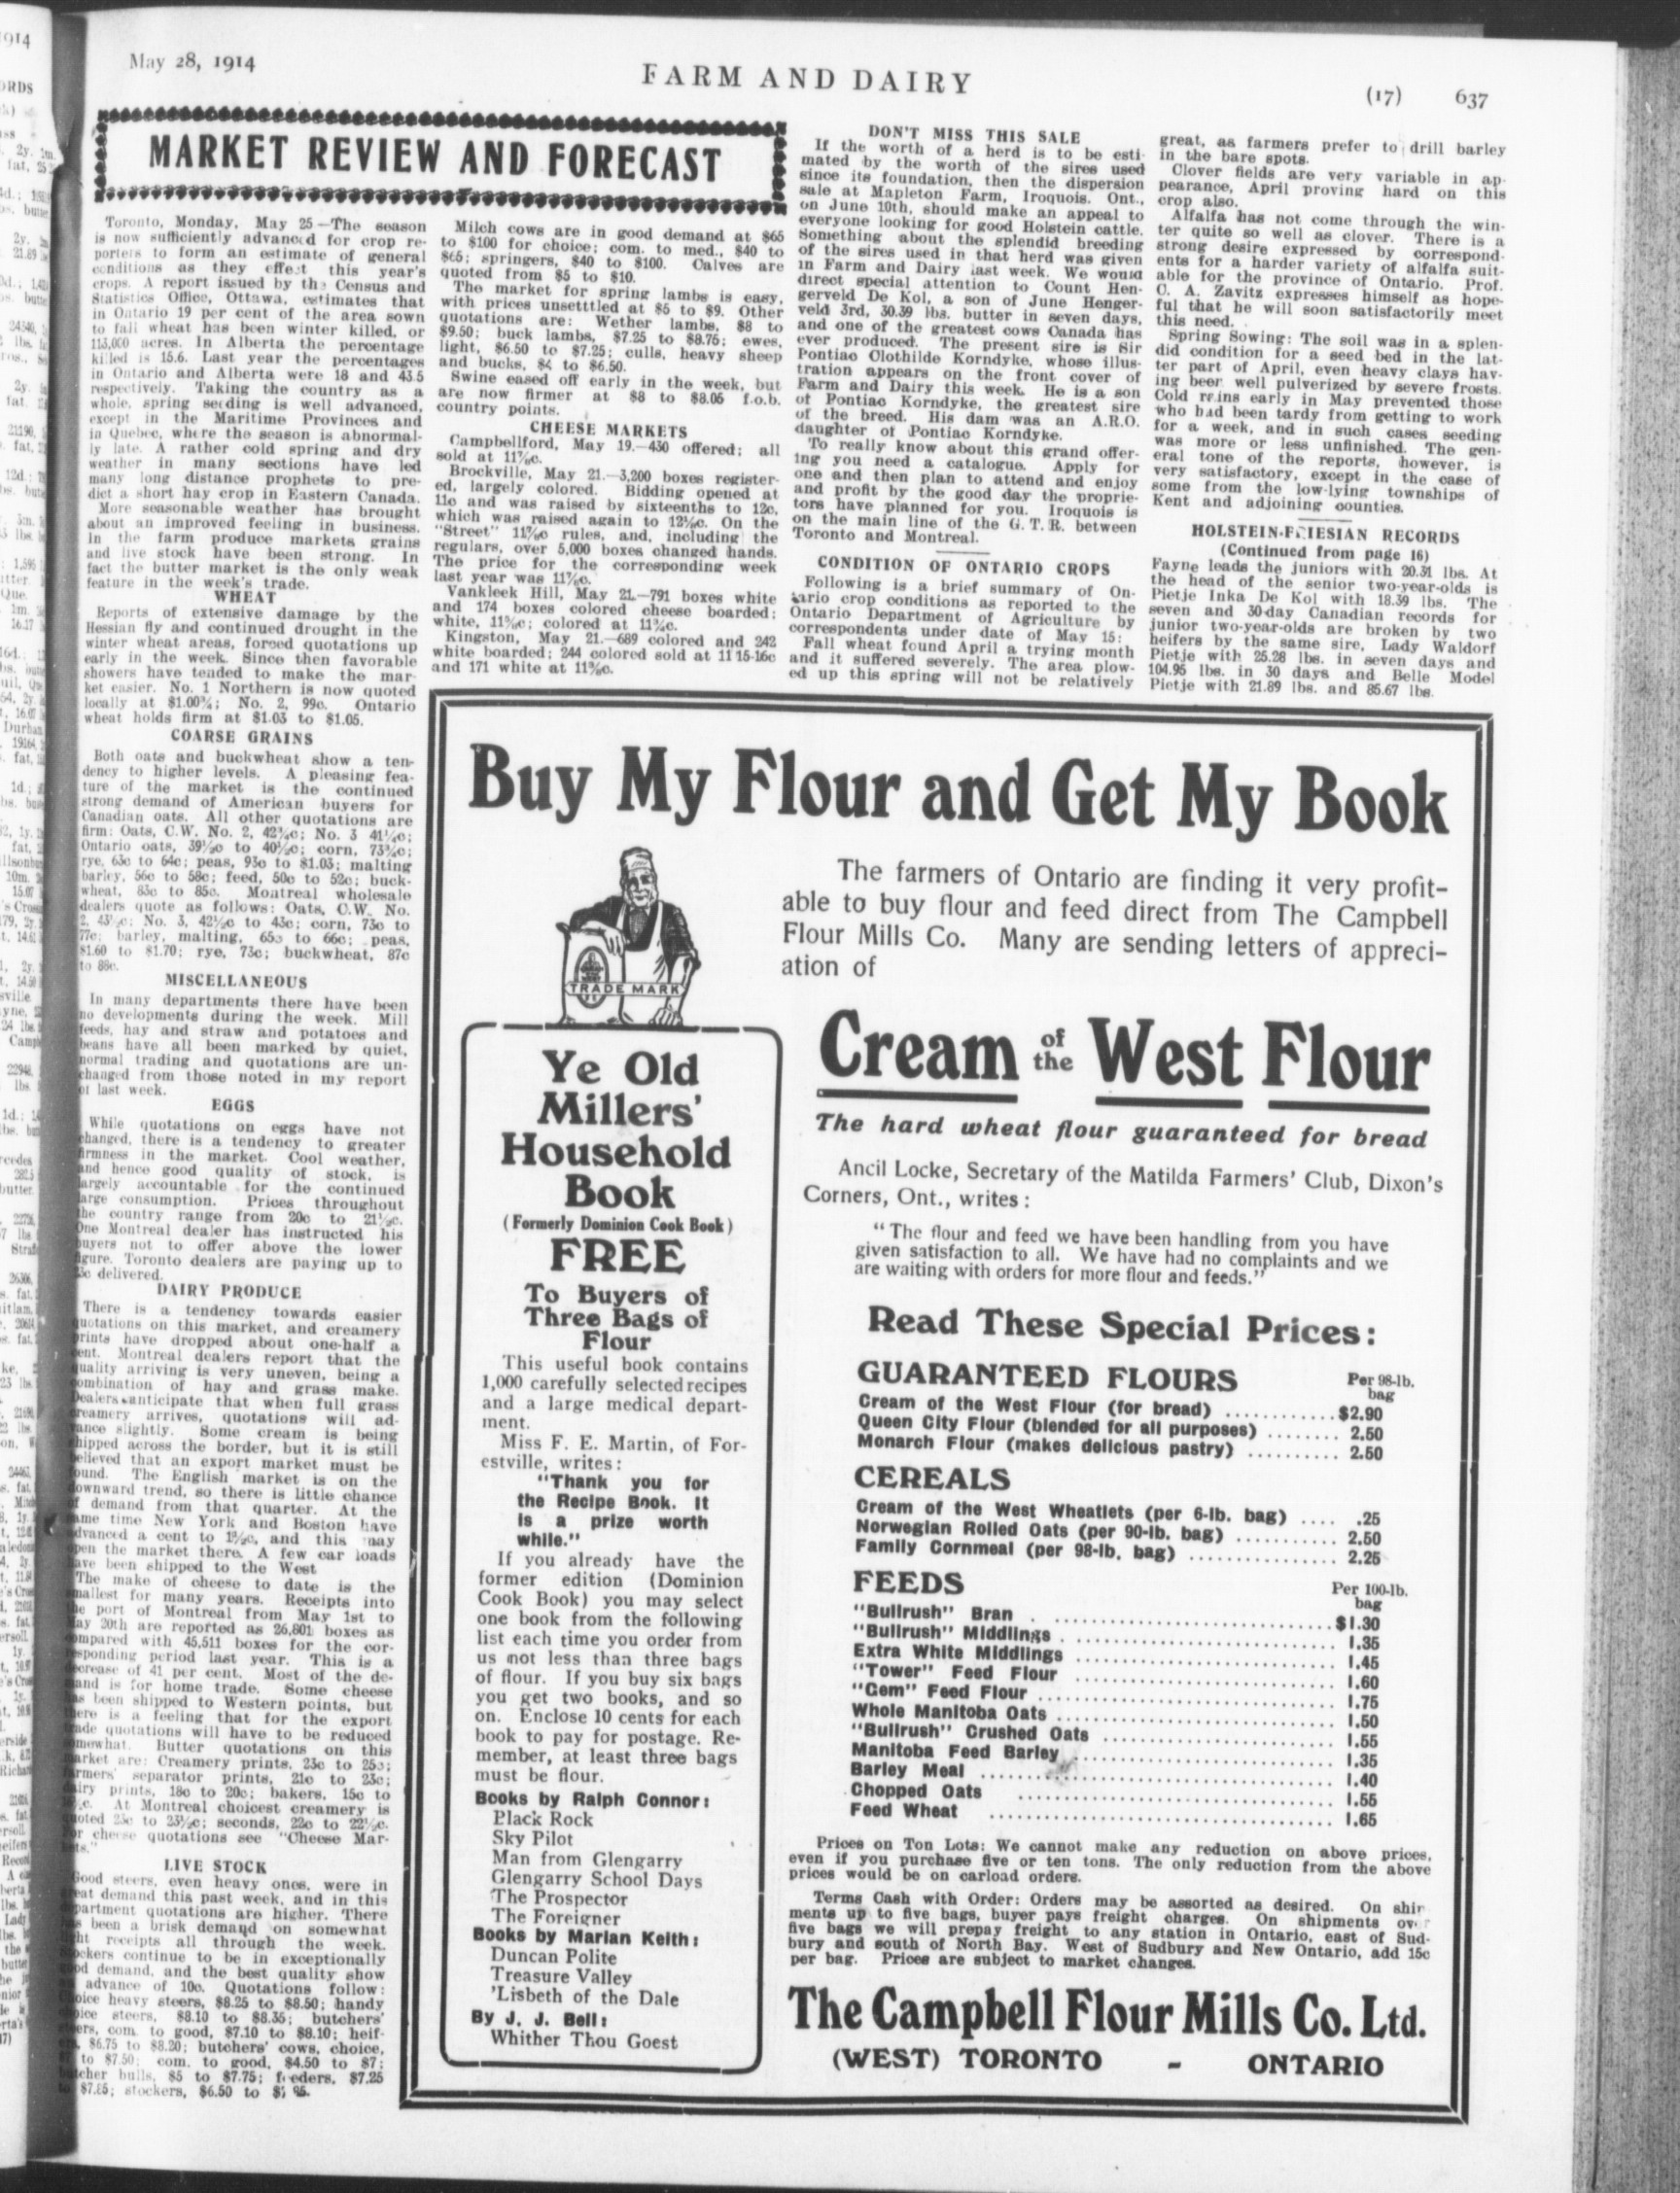 May 28, 1914
FARM AND DAIRY
(17) 637
MARKET REVIEW AND FORECAST
Toronto, Monday, May 25—The season
is now sufficiently advanced for crop re-
porters to form an estimate of general
conditions as they effect this year's
crops. A report issued by the Census and
Statistics Office, Ottawa, estimates that
in Ontario 19 per cent of the area sown
to fall wheat has been winter killed, or
113,000 acres. In Alberta the percentage
killed is 15.6. Last year the percentages
in Ontario and Alberta were 18 and 43.5
respectively. Taking the country as a
whole, spring seeding is well advanced,
except in the Maritime Provinces and
in Quebec, where the season is abnormal-
ly late. A rather cold spring and dry
weather in many sections have led
many long distance prophets to pre-
dict a short hay crop in Eastern Canada.
More seasonable weather has brought
about an improved feeling in business.
In the farm produce markets grains
and live stock have been strong. In
fact the butter market is the only weak
feature in the week's trade.
WHEAT
Reports of extensive damage by the
Hessian fly and continued drought in the
winter wheat areas, forced quotations up
early in the week. Since then favorable
showers have tended to make the mar-
ket easier. No. 1 Northern is now quoted
locally at $1.00¾; No. 2, 99c. Ontario
wheat holds firm at $1.03 to $1.05.
COARSE GRAINS
Both oats and buckwheat show a ten-
dency to higher levels. A pleasing fea-
ture of the market is the continued
strong demand of American buyers for
Canadian oats. All other quotations are
firm: Oats, C.W. No. 2, 42¾c; No. 3 41¼c;
Ontario oats, 39½c to 40½c; corn, 73¾c;
rye, 63c to 64c; peas, 93c to $1.03; malting
barley, 56c to 58c; feed, 50c to 52c; buck-
wheat, 83c to 85c. Montreal wholesale
dealers quote as follows: Oats, C.W. No.
2, 43½c; No. 3, 42½c to 43c; corn, 73c to
77c; barley, malting, 65c to 66c; peas,
$1.60 to $1.70; rye, 73c; buckwheat, 87c
to 88c.
MISCELLANEOUS
In many departments there have been
no developments during the week. Mill
feeds, hay and straw and potatoes and
beans have all been marked by quiet,
normal trading and quotations are un-
changed from those noted in my report
of last week.
EGGS
While quotations on eggs have not
changed, there is a tendency to greater
firmness in the market. Cool weather,
and hence good quality of stock, is
largely accountable for the continued
large consumption. Prices throughout
the country range from 20c to 21½c.
One Montreal dealer has instructed his
buyers not to offer above the lower
figure. Toronto dealers are paying up to
delivered.
DAIRY PRODUCE
There is a tendency towards easier
quotations on this market, and creamery
prints have dropped about one-half a
cent. Montreal dealers report that the
quality arriving is very uneven, being a
combination of hay and grass make.
Dealers anticipate that when full grass
creamery arrives, quotations will ad-
vance slightly. Some cream is being
shipped across the border, but it is still
believed that an export market must be
found. The English market is on the
downward trend, so there is little chance
of demand from that quarter. At the
same time New York and Boston have
advanced a cent to 1½c, and this may
open the market there. A few car loads
have been shipped to the West
The make of cheese to date is the
smallest for many years. Receipts into
the port of Montreal from May 1st to
May 20th are reported as 26,801 boxes as
compared with 45,511 boxes for the cor-
responding period last year. This is a
decrease of 41 per cent. Most of the de-
mand is for home trade. Some cheese
has been shipped to Western points, but
there is a feeling that for the export
trade quotations will have to be reduced
somewhat. Butter quotations on this
market are: Creamery prints, 23c to 25c;
farmers' separator prints, 21c to 23c;
dairy prints, 18c to 20c; bakers, 15c to
At Montreal choicest creamery is
quoted 23c to 23½c; seconds, 22c to 22½c.
For cheese quotations see "Cheese Mar-
kets."
LIVE STOCK
Good steers, even heavy ones, were in
great demand this past week, and in this
department quotations are higher. There
has been a brisk demand on somewhat
light receipts all through the week.
Stockers continue to be in exceptionally
good demand, and the best quality show
an advance of 10c. Quotations follow:
Choice heavy steers, $8.25 to $8.50; handy
choice steers, $8.10 to $8.35; butchers'
steers, com. to good, $7.10 to $8.10; heif-
ers, $6.75 to $8.20; butchers' cows, choice,
to $7.50; com. to good, $4.50 to $7;
butcher bulls, $5 to $7.75; feeders, $7.25
to $7.85; stockers, $6.50 to
Milch cows are in good demand at $65
to $100 for choice; com. to med., $40 to
$65; springers, $40 to $100. Calves are
quoted from $5 to $10.
The market for spring lambs is easy,
with prices unsetttled at $5 to $9. Other
quotations are: Wether lambs, $8 to
$9.50; buck lambs, $7.25 to $8.75; ewes,
light, $6.50 to $7.25; culls, heavy sheep
and bucks, $4 to $6.50.
Swine eased off early in the week, but
are now firmer at $8 to $8.05 f.o.b.
country points.
CHEESE MARKETS
Campbellford, May 19.—430 offered; all
sold at
Brockville, May 21.—3,200 boxes register-
ed, largely colored. Bidding opened at
11c and was raised by sixteenths to 12c,
which was raised again to On the
"Street" rules, and, including the
regulars, over 5,000 boxes changed hands.
The price for the corresponding week
last year was
Vankleek Hill, May 21.—791 boxes white
and 174 boxes colored cheese boarded;
white, colored at 11¾c.
Kingston, May 21.—689 colored and 242
white boarded; 244 colored sold at 11 15-16c
and 171 white at
DON'T MISS THIS SALE
If the worth of a herd is to be esti-
mated by the worth of the sires used
since its foundation, then the dispersion
sale at Mapleton Farm, Iroquois. Ont.,
on June 10th, should make an appeal to
everyone looking for good Holstein cattle.
Something about the splendid breeding
of the sires used in that herd was given
in Farm and Dairy last week. We would
direct special attention to Count Hen-
gerveld De Kol, a son of June Henger-
veld 3rd, 30.39 lbs. butter in seven days,
and one of the greatest cows Canada has
ever produced. The present sire is Sir
Pontiac Clothilde Korndyke, whose illus-
tration appears on the front cover of
Farm and Dairy this week. He is a son
of Pontiac Korndyke, the greatest sire
of the breed. His dam was an A.R.O.
daughter of Pontiac Korndyke.
To really know about this grand offer-
ing you need a catalogue. Apply for
one and then plan to attend and enjoy
and profit by the good day the proprie-
tors have planned for you. Iroquois is
on the main line of the G. T. R. between
Toronto and Montreal.
CONDITION OF ONTARIO CROPS
Following is a brief summary of On-
tario crop conditions as reported to the
Ontario Department of Agriculture by
correspondents under date of May 15:
Fall wheat found April a trying month
and it suffered severely. The area plow-
ed up this spring will not be relatively
great, as farmers prefer to drill barley
in the bare spots.
Clover fields are very variable in ap-
pearance, April proving hard on this
crop also.
Alfalfa has not come through the win-
ter quite so well as clover. There is a
strong desire expressed by correspond-
ents for a harder variety of alfalfa suit-
able for the province of Ontario. Prof.
C. A. Zavitz expresses himself as hope-
ful that he will soon satisfactorily meet
this need.
Spring Sowing: The soil was in a splen-
did condition for a seed bed in the lat-
ter part of April, even heavy clays hav-
ing been well pulverized by severe frosts.
Cold rains early in May prevented those
who had been tardy from getting to work
for a week, and in such cases seeding
was more or less unfinished. The gen-
eral tone of the reports, however, is
very satisfactory, except in the case of
some from the low-lying townships of
Kent and adjoining counties.
HOLSTEIN-FRIESIAN RECORDS
(Continued from page 16)
Fayne leads the juniors with 20.31 lbs. At
the head of the senior two-year-olds is
Pietje Inka De Kol with 18.39 lbs. The
seven and 30-day Canadian records for
junior two-year-olds are broken by two
heifers by the same sire, Lady Waldorf
Pietje with 25.28 lbs. in seven days and
104.95 lbs. in 30 days and Belle Model
Pietje with 21.89 lbs. and 85.67 lbs.
Buy My Flour and Get My Book
TRADE MARK
The farmers of Ontario are finding it very profit-
able to buy flour and feed direct from The Campbell
Flour Mills Co. Many are sending letters of appreci-
ation of
Cream of the West Flour
The hard wheat flour guaranteed for bread
Ancil Locke, Secretary of the Matilda Farmers' Club, Dixon's
Corners, Ont., writes:
"The flour and feed we have been handling from you have
given satisfaction to all. We have had no complaints and we
are waiting with orders for more flour and feeds."
Read These Special Prices:
GUARANTEED FLOURS Per 98-lb. bag
Cream of the West Flour (for bread) ............$2.90
Queen City Flour (blended for all purposes) ........ 2.50
Monarch Flour (makes delicious pastry) .......... 2.50
CEREALS
Cream of the West Wheatlets (per 6-lb. bag) .... .25
Norwegian Rolled Oats (per 90-lb. bag) ........... 2.50
Family Cornmeal (per 98-lb. bag) ................ 2.25
FEEDS Per 100-lb. bag
"Bullrush" Bran ..............................$1.30
"Bullrush" Middlings ............................ 1.35
Extra White Middlings ............................ 1.45
"Tower" Feed Flour ............................ 1.60
"Gem" Feed Flour .............................. 1.75
Whole Manitoba Oats ............................ 1.50
"Bullrush" Crushed Oats ........................ 1.55
Manitoba Feed Barley .......................... 1.35
Barley Meal .................................. 1.40
Chopped Oats ................................ 1.55
Feed Wheat .................................. 1.65
Prices on Ton Lots: We cannot make any reduction on above prices,
even if you purchase five or ten tons. The only reduction from the above
prices would be on carload orders.
Terms Cash with Order: Orders may be assorted as desired. On ship
ments up to five bags, buyer pays freight charges. On shipments over
five bags we will prepay freight to any station in Ontario, east of Sud-
bury and south of North Bay. West of Sudbury and New Ontario, add 15c
per bag. Prices are subject to market changes.
The Campbell Flour Mills Co. Ltd.
(WEST) TORONTO - ONTARIO
Ye Old
Millers'
Household
Book
(Formerly Dominion Cook Book)
FREE
To Buyers of
Three Bags of
Flour
This useful book contains
1,000 carefully selected recipes
and a large medical depart-
ment.
Miss F. E. Martin, of For-
estville, writes:
"Thank you for
the Recipe Book. It
is a prize worth
while."
If you already have the
former edition (Dominion
Cook Book) you may select
one book from the following
list each time you order from
us not less than three bags
of flour. If you buy six bags
you get two books, and so
on. Enclose 10 cents for each
book to pay for postage. Re-
member, at least three bags
must be flour.
Books by Ralph Connor:
Black Rock
Sky Pilot
Man from Glengarry
Glengarry School Days
The Prospector
The Foreigner
Books by Marian Keith:
Duncan Polite
Treasure Valley
'Lisbeth of the Dale
By J. J. Bell:
Whither Thou Goest